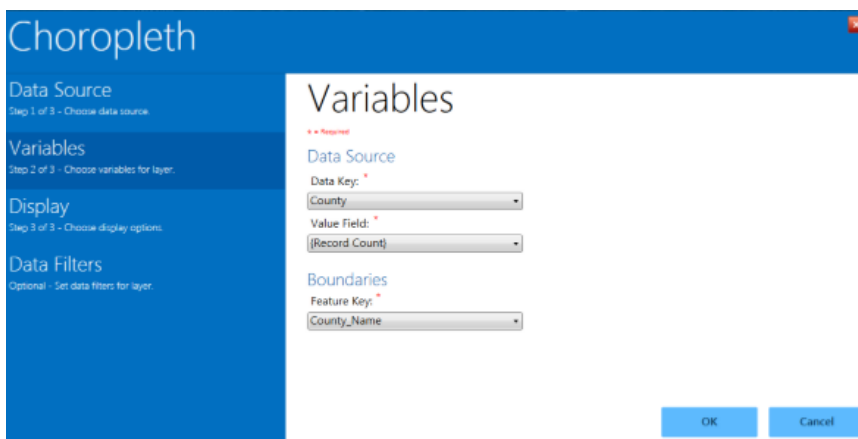 Choropleth
Data Source
Step 1 of 3 - Choose data source.
Variables
Step 2 of 3 - Choose variables for layer.
Display
Step 3 of 3 - Choose display options.
Data Filters
Optional - Set data filters for layer.
Variables
* = Required
Data Source
Data Key: *
County
Value Field: *
{Record Count}
Boundaries
Feature Key: *
County_Name
OK
Cancel